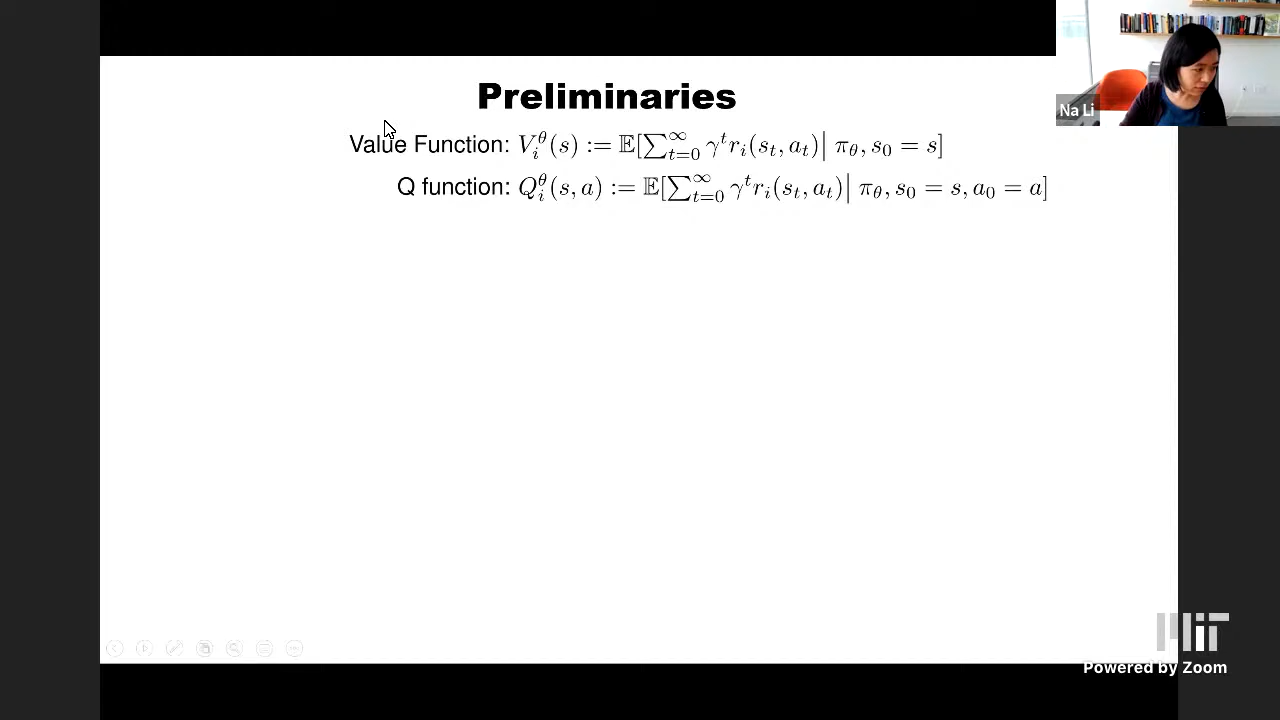 Preliminaries
Value Function: $V_i^\theta(s) := \mathbb{E}[\sum_{t=0}^{\infty} \gamma^t r_i(s_t, a_t) | \pi_\theta, s_0 = s]$
Q function: $Q_i^\theta(s, a) := \mathbb{E}[\sum_{t=0}^{\infty} \gamma^t r_i(s_t, a_t) | \pi_\theta, s_0 = s, a_0 = a]$
Na Li
MIT
Powered by Zoom